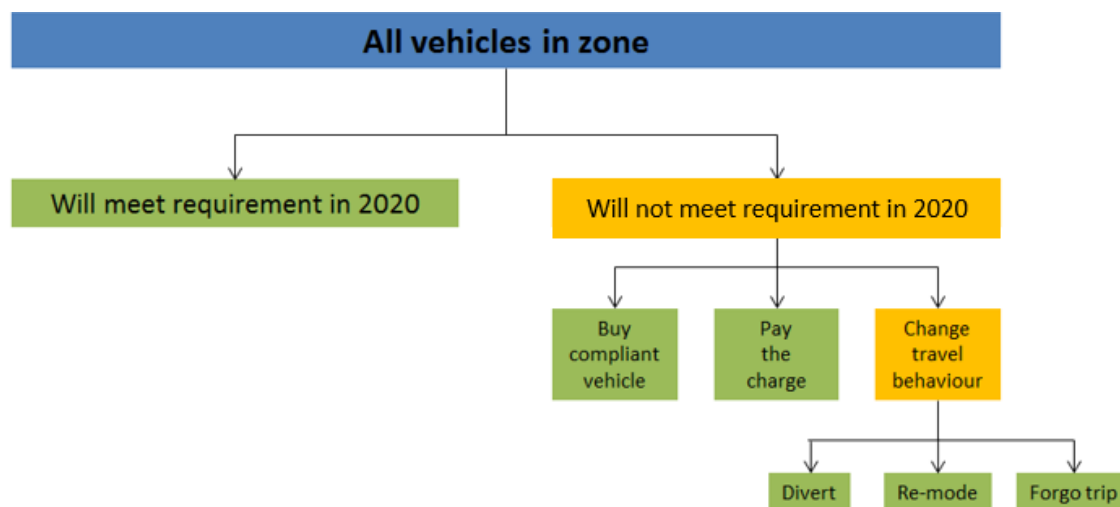 All vehicles in zone
Will meet requirement in 2020
Will not meet requirement in 2020
Buy
compliant
vehicle
Pay
the
charge
Change
travel
behaviour
Divert
Re-mode
Forgo trip